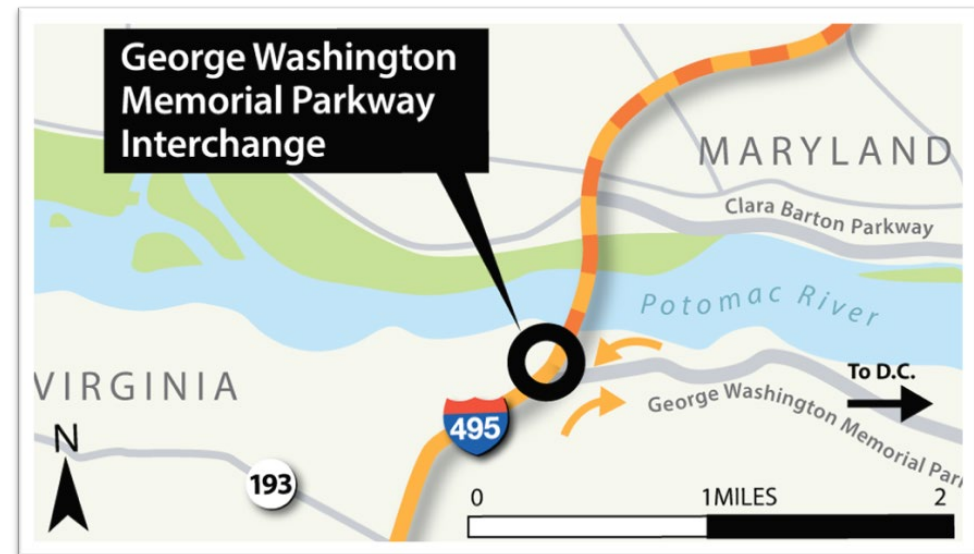 George Washington
Memorial Parkway
Interchange
MARYLAND
Clara Barton Parkway
Potomac River
VIRGINIA
To D.C.
George Washington Memorial Par
N
495
193
0 1MILES 2